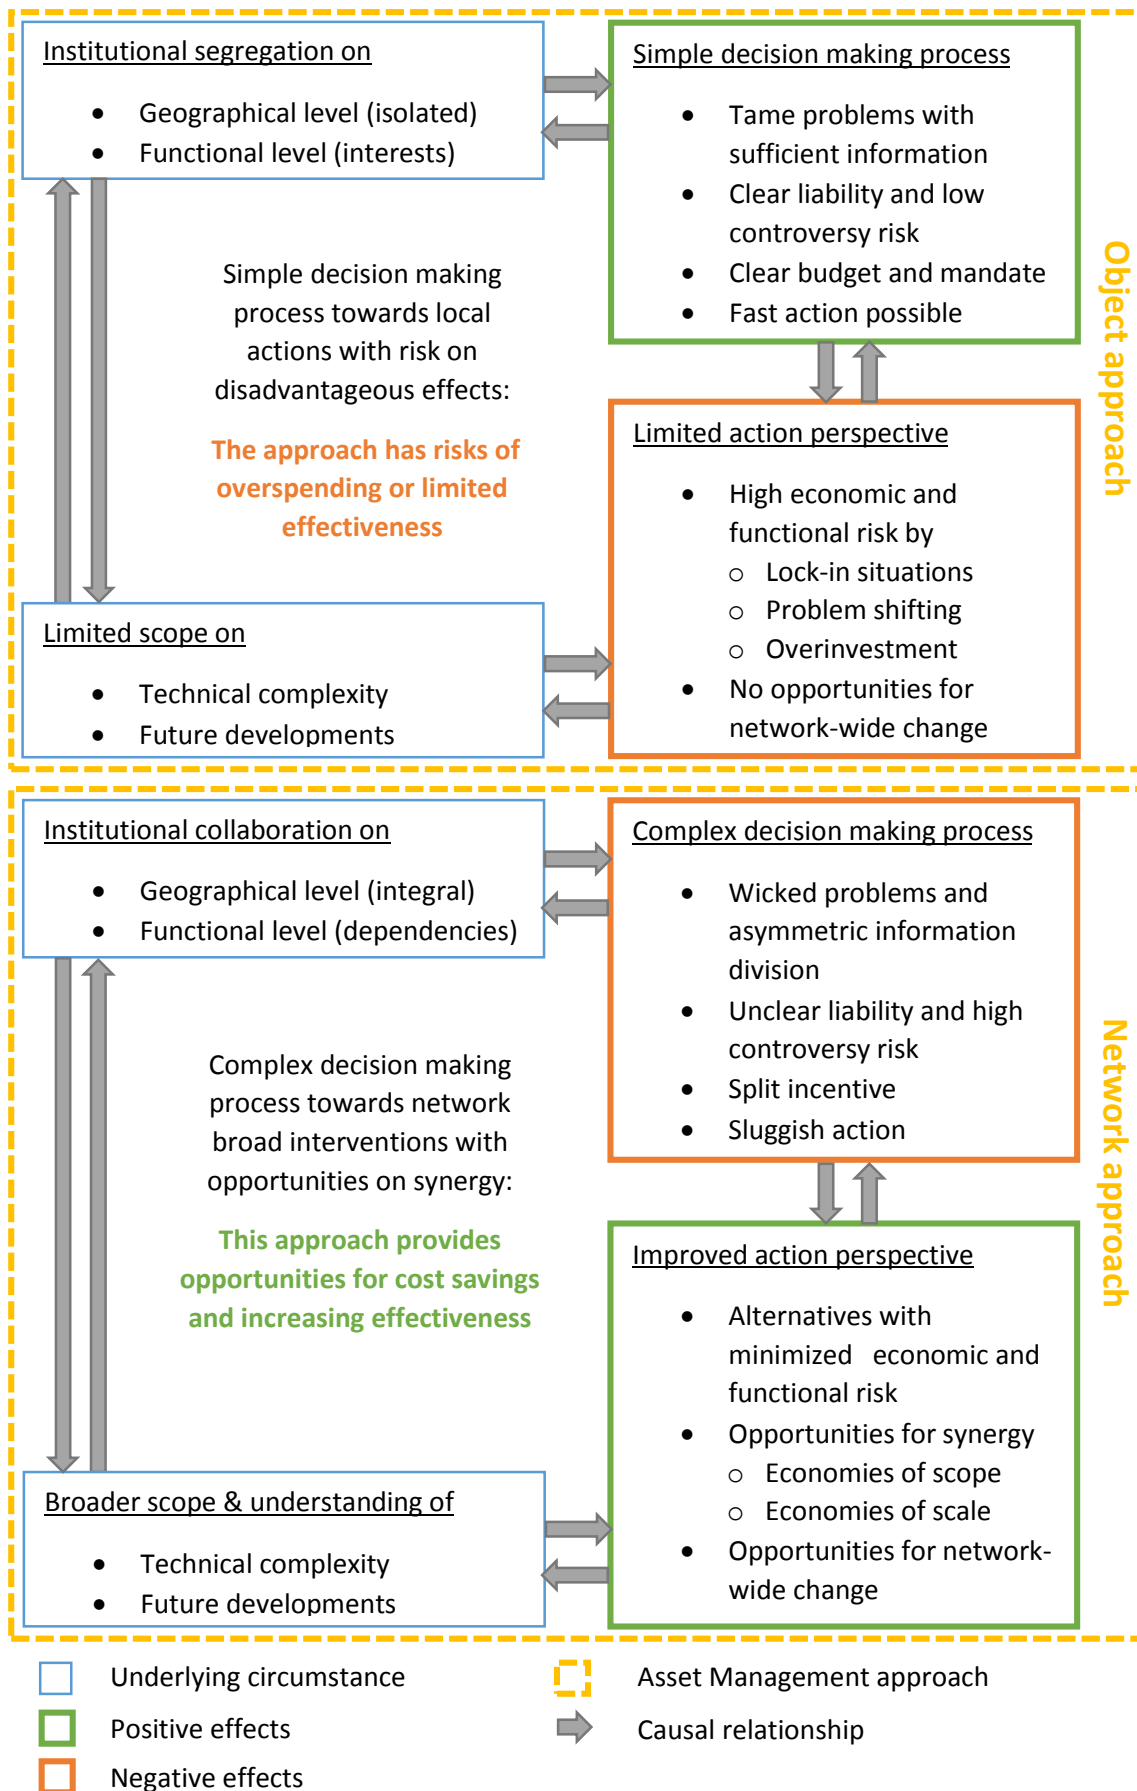 Institutional segregation on
• Geographical level (isolated)
• Functional level (interests)
Simple decision making process
• Tame problems with
sufficient information
• Clear liability and low
controversy risk
• Clear budget and mandate
• Fast action possible
Simple decision making
process towards local
actions with risk on
disadvantageous effects:
The approach has risks of
overspending or limited
effectiveness
Limited action perspective
• High economic and
functional risk by
o Lock-in situations
o Problem shifting
o Overinvestment
• No opportunities for
network-wide change
Limited scope on
• Technical complexity
• Future developments
Object approach
Institutional collaboration on
• Geographical level (integral)
• Functional level (dependencies)
Complex decision making process
• Wicked problems and
asymmetric information
division
• Unclear liability and high
controversy risk
• Split incentive
• Sluggish action
Complex decision making
process towards network
broad interventions with
opportunities on synergy:
This approach provides
opportunities for cost savings
and increasing effectiveness
Improved action perspective
• Alternatives with
minimized economic and
functional risk
• Opportunities for synergy
o Economies of scope
o Economies of scale
• Opportunities for network-
wide change
Broader scope & understanding of
• Technical complexity
• Future developments
Network approach
Underlying circumstance
Positive effects
Negative effects
Asset Management approach
Causal relationship